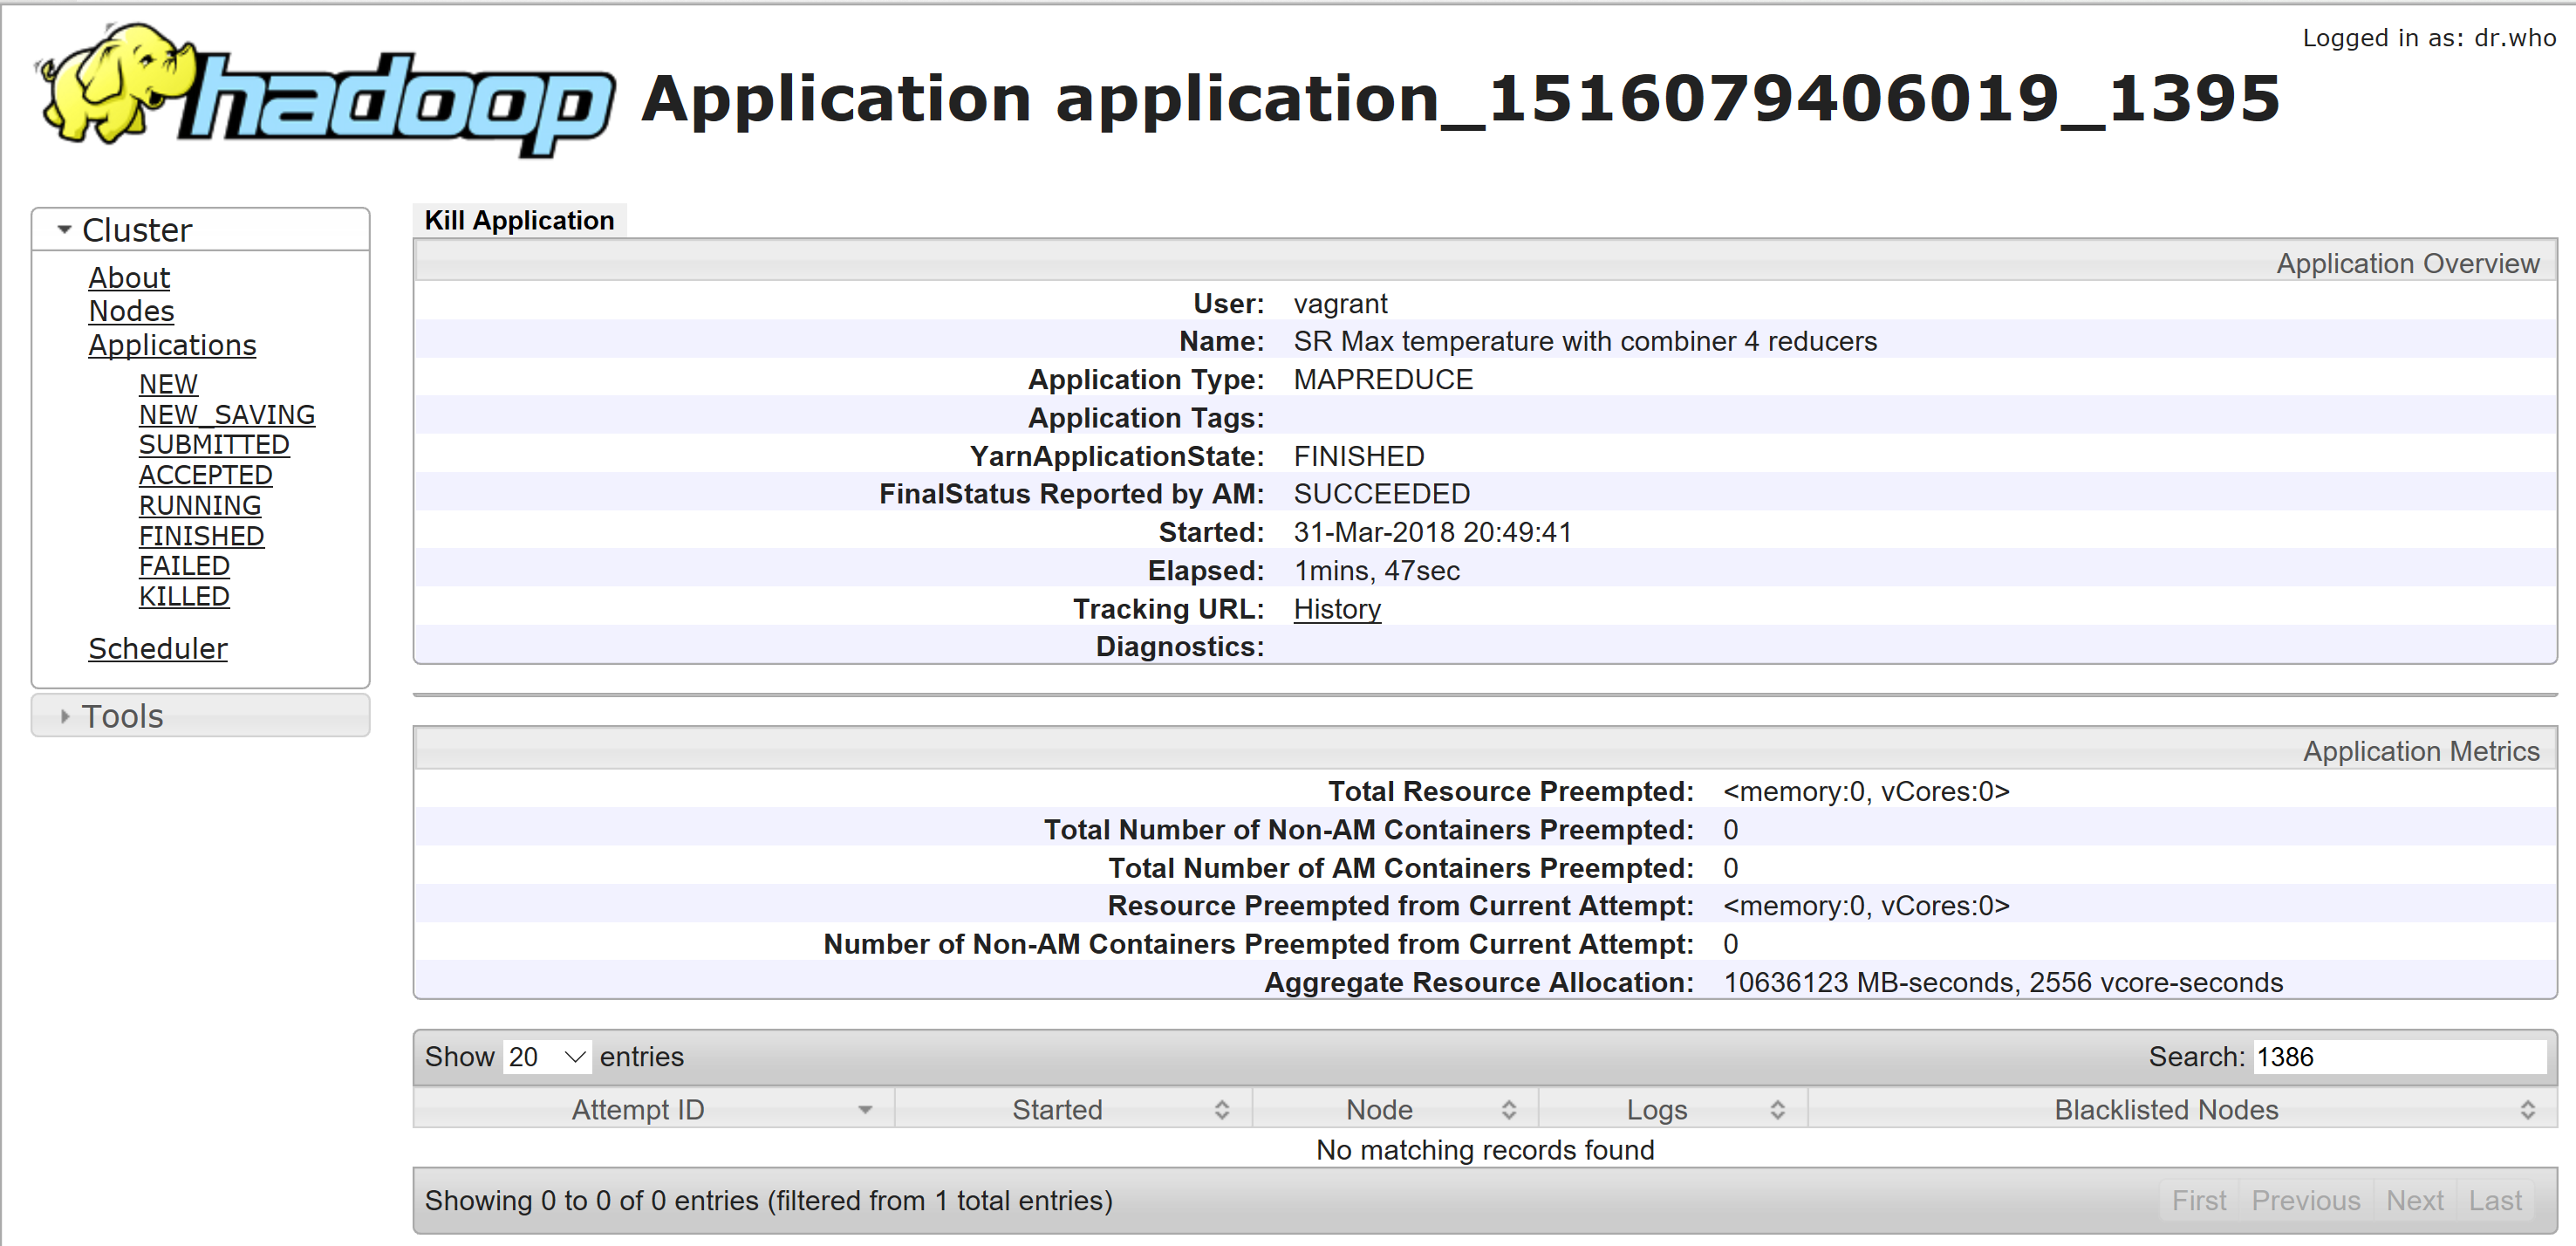 Logged in as: dr.who
hadoop
Application application_1516079406019_1395
Cluster
About
Nodes
Applications
NEW
NEW_SAVING
SUBMITTED
ACCEPTED
RUNNING
FINISHED
FAILED
KILLED
Scheduler
Tools
Kill Application
Application Overview
User: vagrant
Name: SR Max temperature with combiner 4 reducers
Application Type: MAPREDUCE
Application Tags:
YarnApplicationState: FINISHED
FinalStatus Reported by AM: SUCCEEDED
Started: 31-Mar-2018 20:49:41
Elapsed: 1mins, 47sec
Tracking URL: History
Diagnostics:
Application Metrics
Total Resource Preempted: <memory:0, vCores:0>
Total Number of Non-AM Containers Preempted: 0
Total Number of AM Containers Preempted: 0
Resource Preempted from Current Attempt: <memory:0, vCores:0>
Number of Non-AM Containers Preempted from Current Attempt: 0
Aggregate Resource Allocation: 10636123 MB-seconds, 2556 vcore-seconds
Show 20 entries Search: 1386
Attempt ID Started Node Logs Blacklisted Nodes
No matching records found
Showing 0 to 0 of 0 entries (filtered from 1 total entries) First Previous Next Last